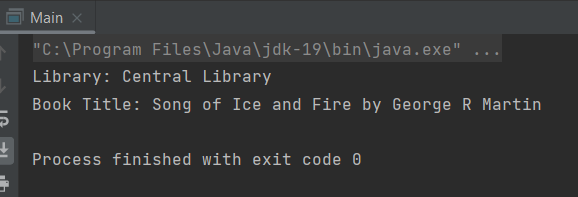 Main
"C:\Program Files\Java\jdk-19\bin\java.exe" ...
Library: Central Library
Book Title: Song of Ice and Fire by George R Martin
Process finished with exit code 0